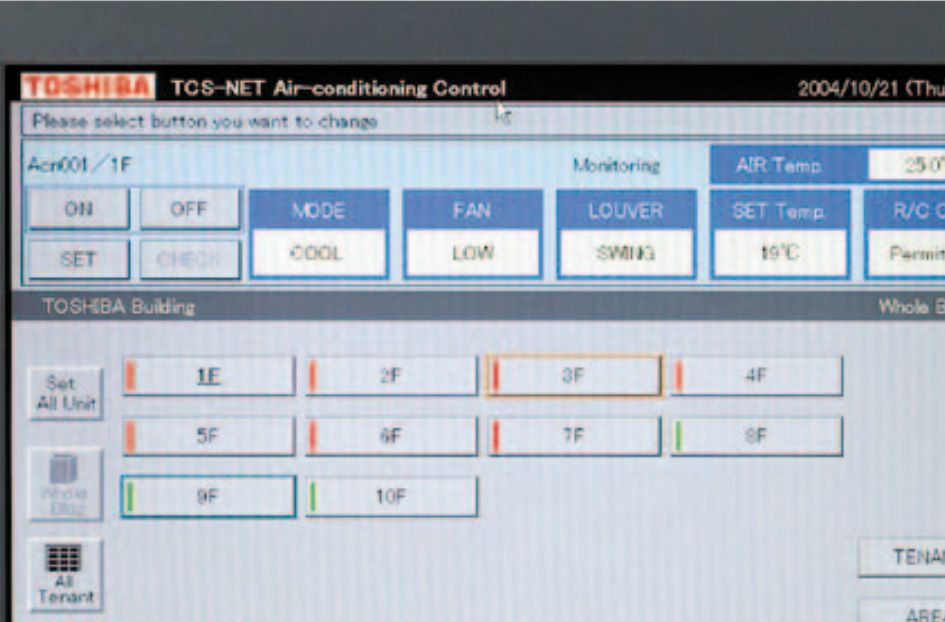 TOSHIBA TCS-NET Air-conditioning Control 2004/10/21 (Thu
Please select button you want to change
Acn001/1F Monitoring AIR Temp. 25.0
ON OFF MODE FAN LOUVER SET Temp. R/C
SET CHECK COOL LOW SWING 19°C Permit
TOSHIBA Building Whole B
Set All Unit
1F 2F 3F 4F
5F 6F 7F 8F
Whole Bldg
9F 10F
All Tenant
TENAN
AREA